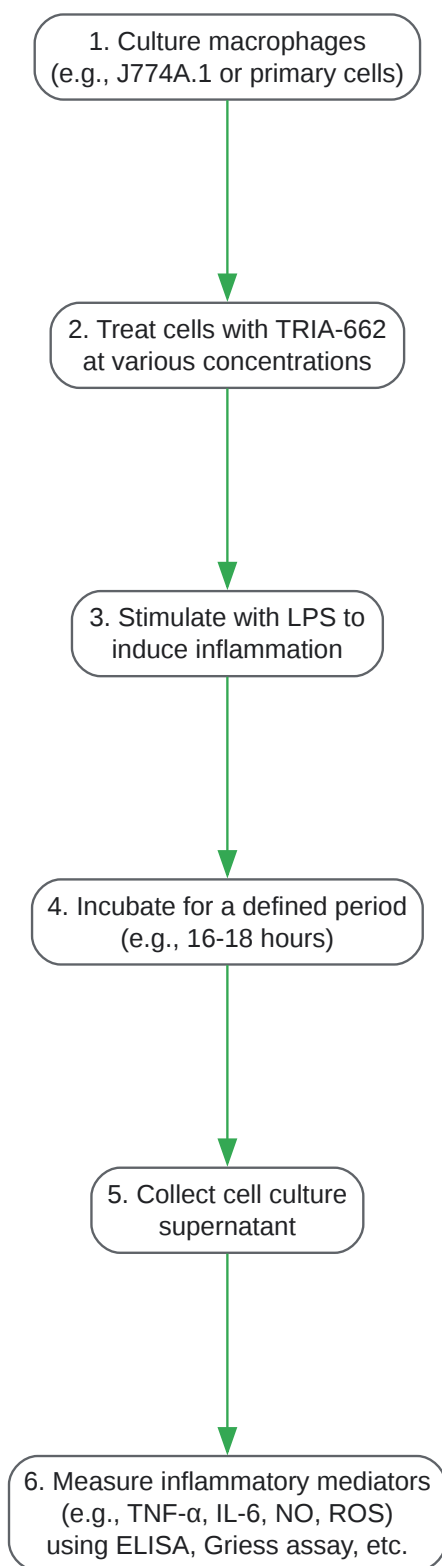 1. Culture macrophages
(e.g., J774A.1 or primary cells)
2. Treat cells with TRIA-662
at various concentrations
3. Stimulate with LPS to
induce inflammation
4. Incubate for a defined period
(e.g., 16-18 hours)
5. Collect cell culture
supernatant
6. Measure inflammatory mediators
(e.g., TNF-α, IL-6, NO, ROS)
using ELISA, Griess assay, etc.